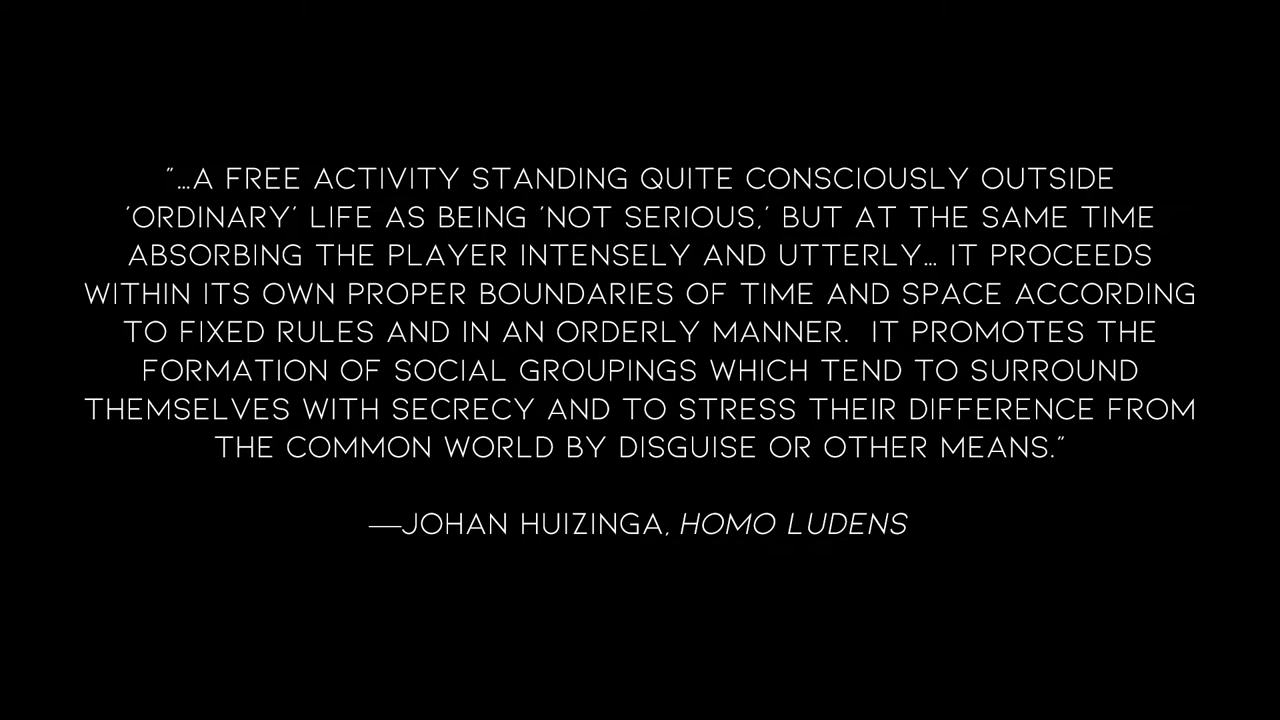 "...A FREE ACTIVITY STANDING QUITE CONSCIOUSLY OUTSIDE
'ORDINARY' LIFE AS BEING 'NOT SERIOUS,' BUT AT THE SAME TIME
ABSORBING THE PLAYER INTENSELY AND UTTERLY... IT PROCEEDS
WITHIN ITS OWN PROPER BOUNDARIES OF TIME AND SPACE ACCORDING
TO FIXED RULES AND IN AN ORDERLY MANNER.  IT PROMOTES THE
FORMATION OF SOCIAL GROUPINGS WHICH TEND TO SURROUND
THEMSELVES WITH SECRECY AND TO STRESS THEIR DIFFERENCE FROM
THE COMMON WORLD BY DISGUISE OR OTHER MEANS."
—JOHAN HUIZINGA, HOMO LUDENS